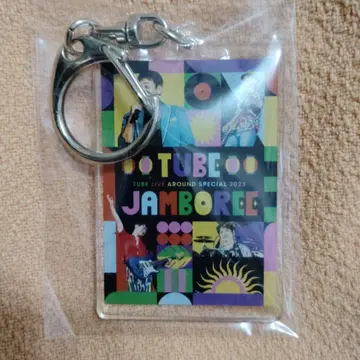 TUBE
TUBE LIVE AROUND SPECIAL 2023
JAMBOREE